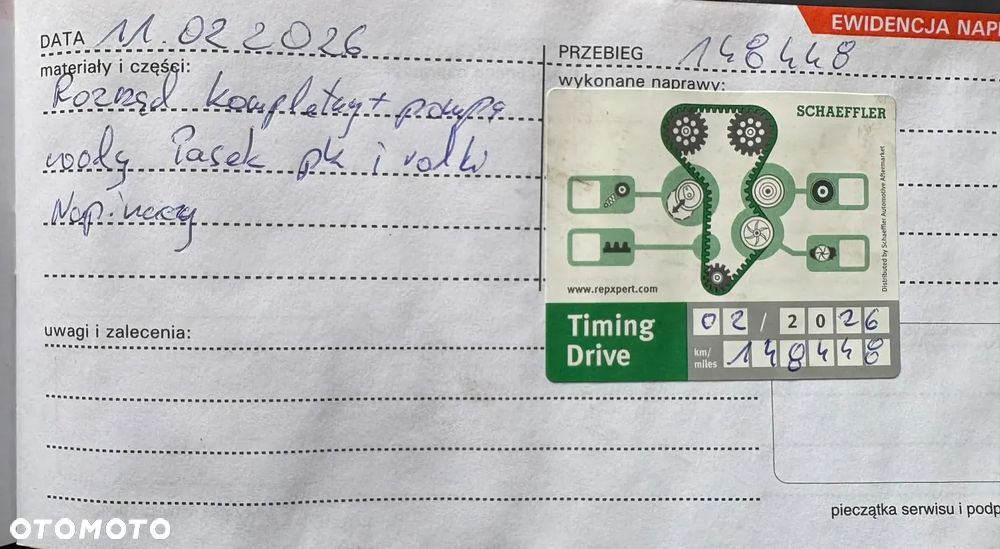 EWIDENCJA NAP
DATA 11.02 2026
PRZEBIEG 148448
materiały i części:
wykonane naprawy:
Rozrząd kompletny + pompa
wody Pasek pk i rolki
Napinacz
SCHAEFFLER
Distributed by Schaeffler Automotive Aftermarket
www.repxpert.com
Timing
Drive
02 / 2026
km/
miles
148448
uwagi i zalecenia:
pieczątka serwisu i podp
OTOMOTO